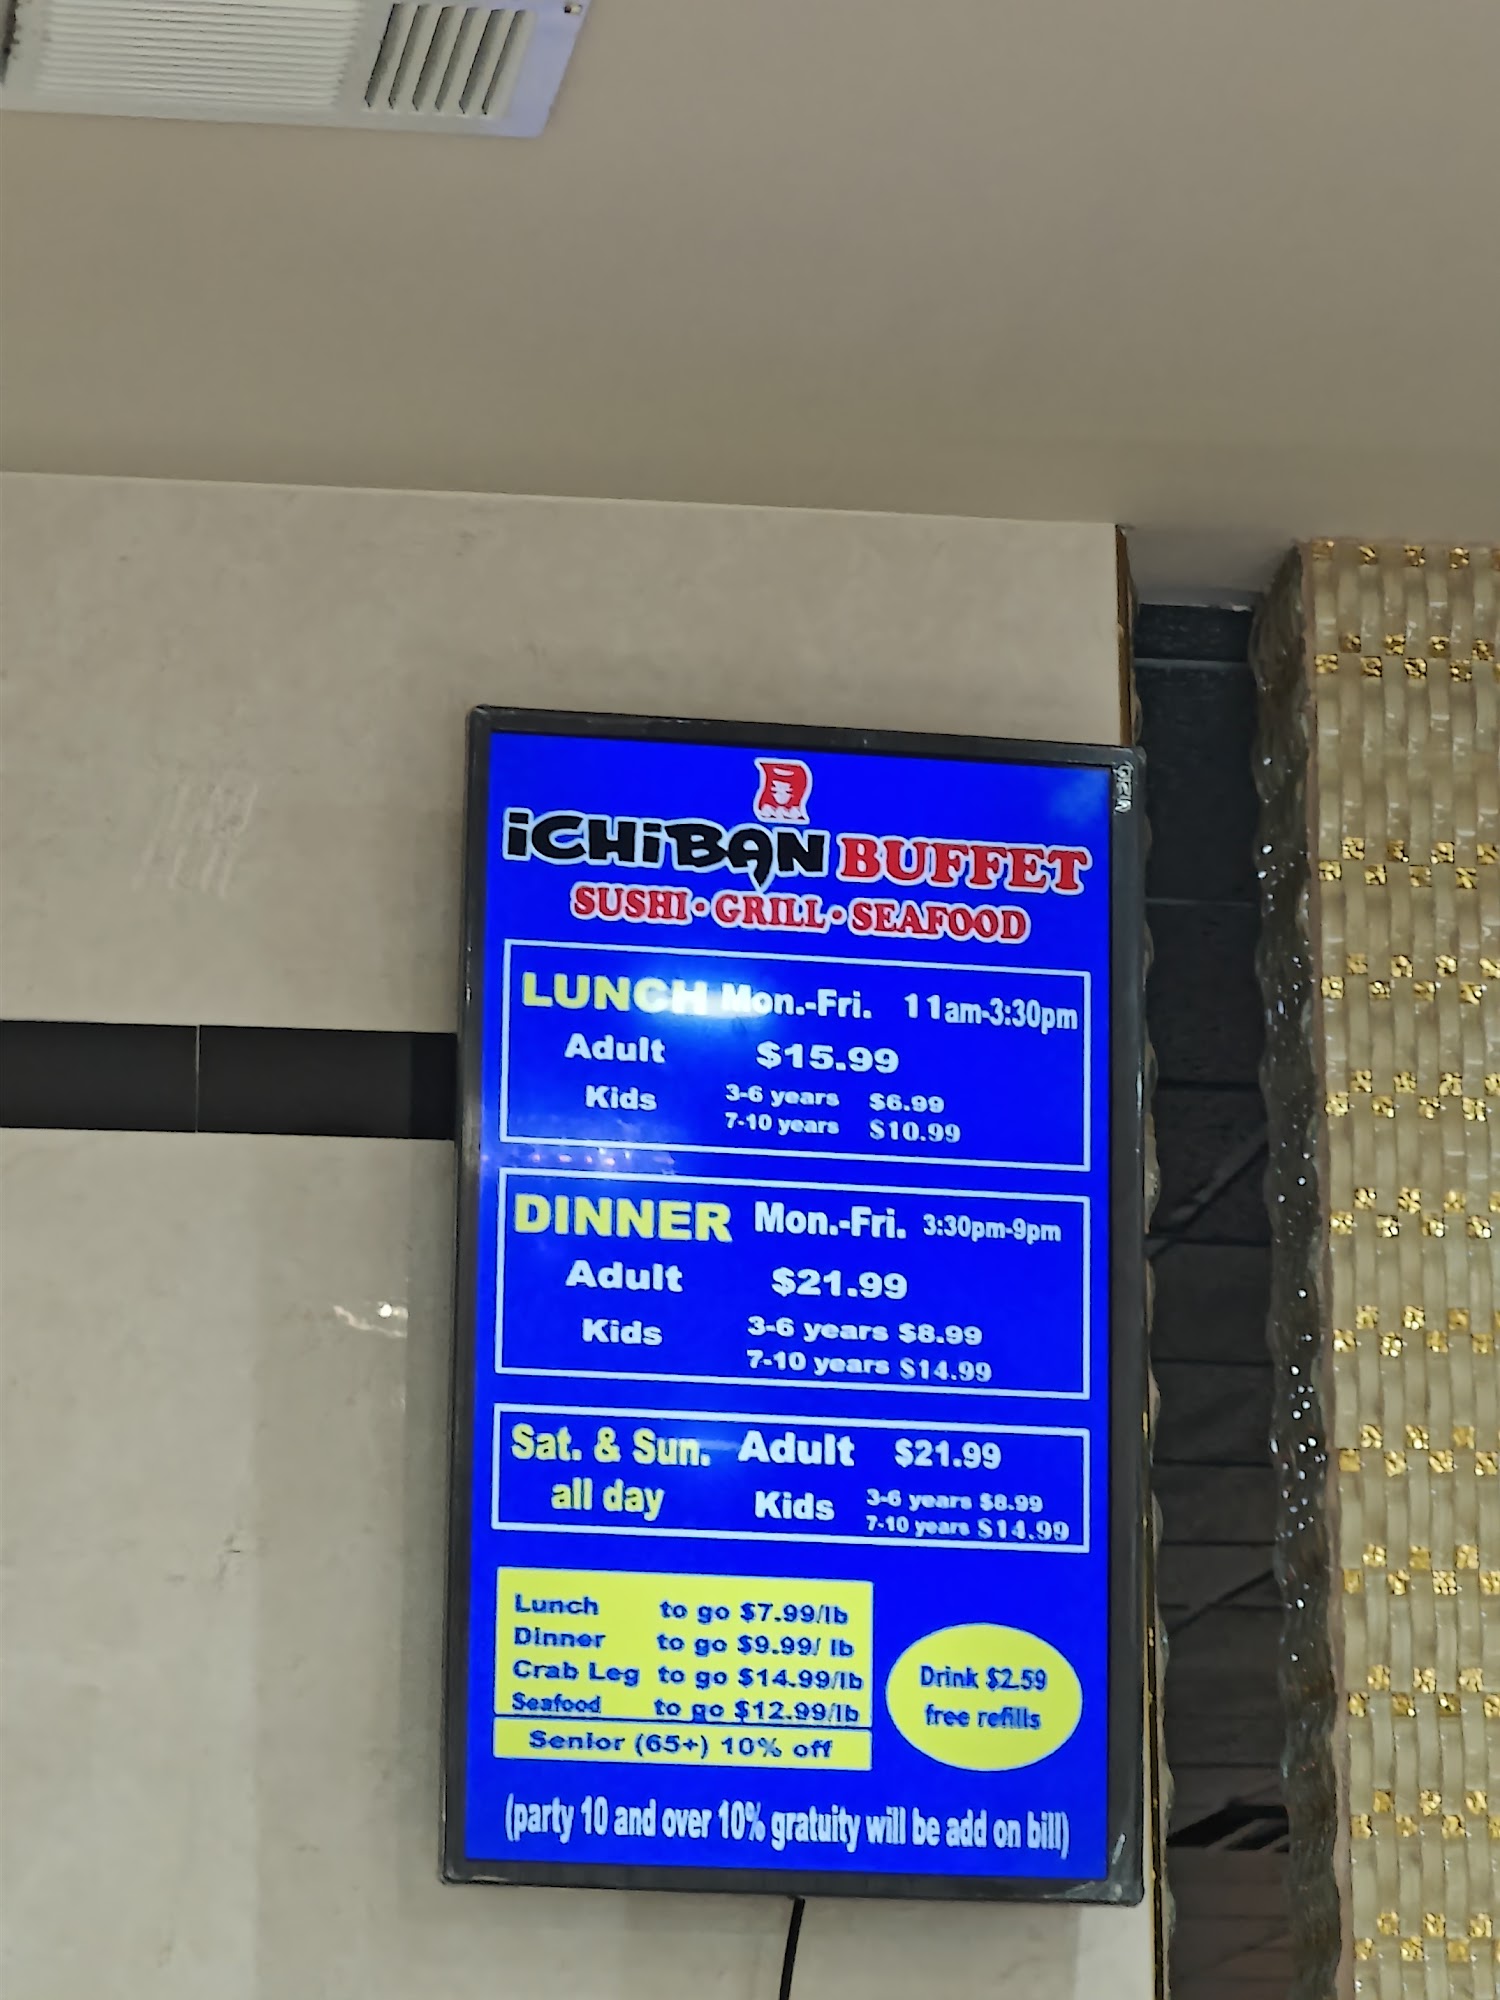 iCHiBAN BUFFET
SUSHI • GRILL • SEAFOOD
LUNCH Mon.-Fri. 11am-3:30pm
Adult $15.99
Kids 3-6 years $6.99
7-10 years $10.99
DINNER Mon.-Fri. 3:30pm-9pm
Adult $21.99
Kids 3-6 years $8.99
7-10 years $14.99
Sat. & Sun. Adult $21.99
all day Kids 3-6 years $8.99
7-10 years $14.99
Lunch to go $7.99/lb
Dinner to go $9.99/ lb
Crab Leg to go $14.99/lb
Seafood to go $12.99/lb
Senior (65+) 10% off
Drink $2.59
free refills
(party 10 and over 10% gratuity will be add on bill)